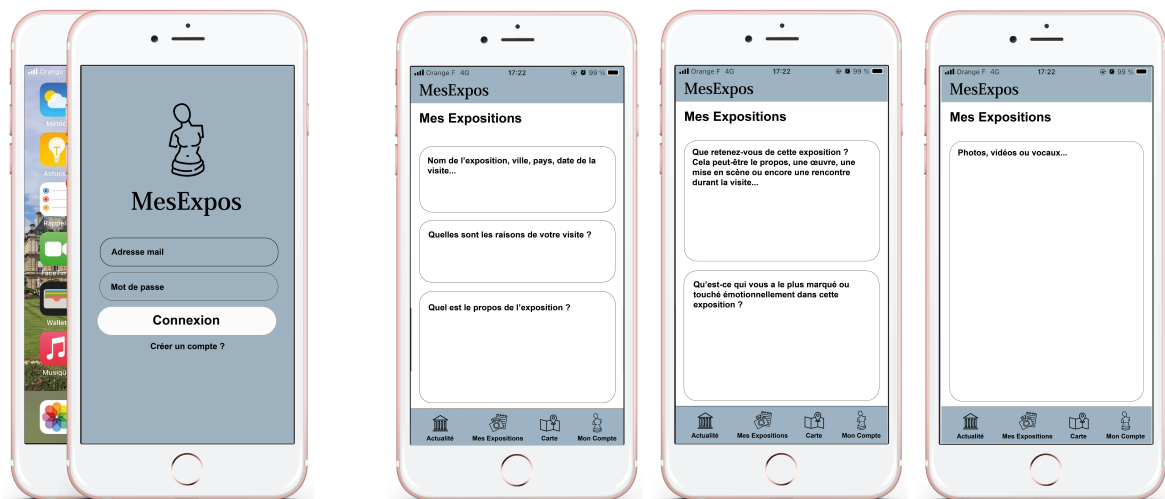 Orange
Météo
Astuces
Rappels
FaceTime
Wallet
Musique
MesExpos
Adresse mail
Mot de passe
Connexion
Créer un compte ?
Orange F 4G 17:22 99 %
MesExpos
Mes Expositions
Nom de l'exposition, ville, pays, date de la
visite...
Quelles sont les raisons de votre visite ?
Quel est le propos de l'exposition ?
Actualité Mes Expositions Carte Mon Compte
Orange F 4G 17:22 99 %
MesExpos
Mes Expositions
Que retenez-vous de cette exposition ?
Cela peut-être le propos, une œuvre, une
mise en scène ou encore une rencontre
durant la visite...
Qu'est-ce qui vous a le plus marqué ou
touché émotionnellement dans cette
exposition ?
Actualité Mes Expositions Carte Mon Compte
Orange F 4G 17:22 99 %
MesExpos
Mes Expositions
Photos, vidéos ou vocaux...
Actualité Mes Expositions Carte Mon Compte